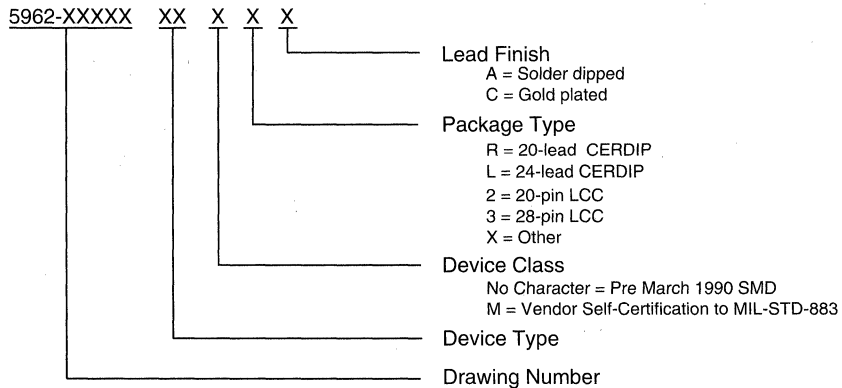 5962-XXXXX XX X X X
Lead Finish
A = Solder dipped
C = Gold plated
Package Type
R = 20-lead CERDIP
L = 24-lead CERDIP
2 = 20-pin LCC
3 = 28-pin LCC
X = Other
Device Class
No Character = Pre March 1990 SMD
M = Vendor Self-Certification to MIL-STD-883
Device Type
Drawing Number